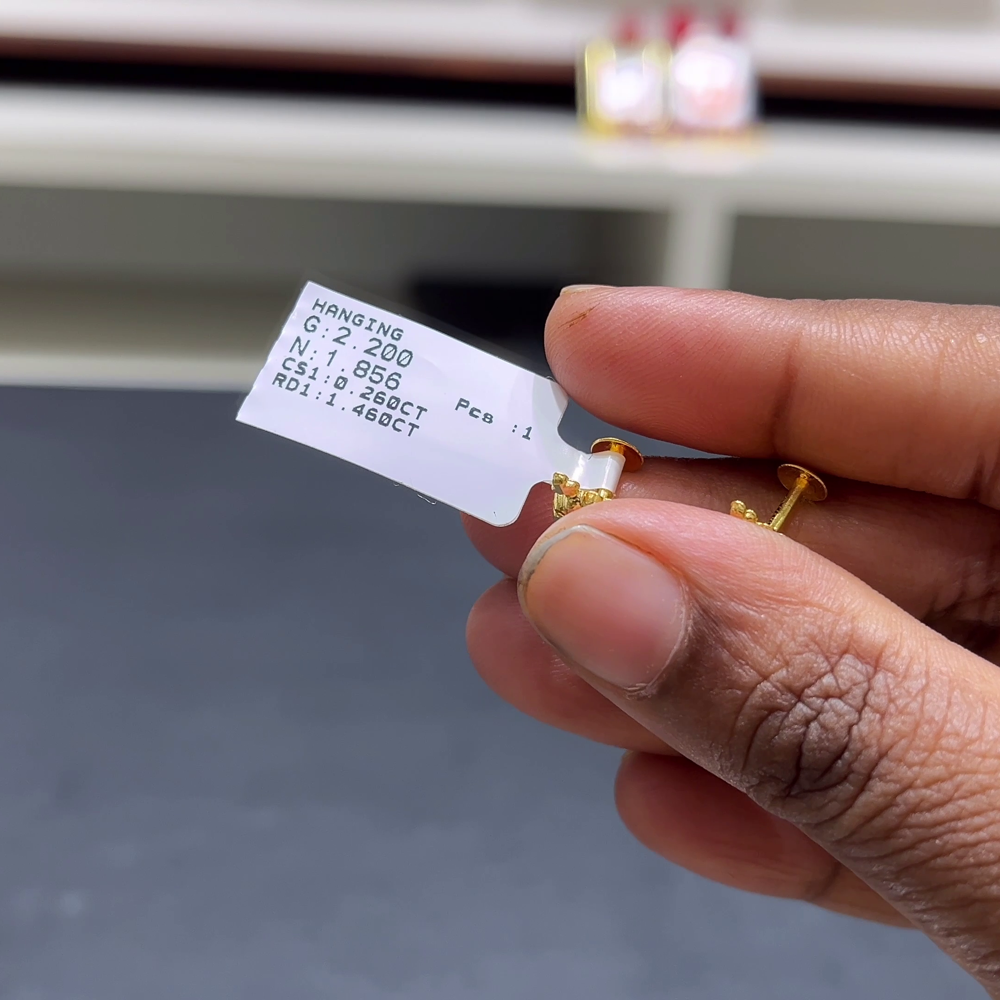 HANGING
G:2.200
N:1.856
CS1:0.260CT Pcs :1
RD1:1.460CT